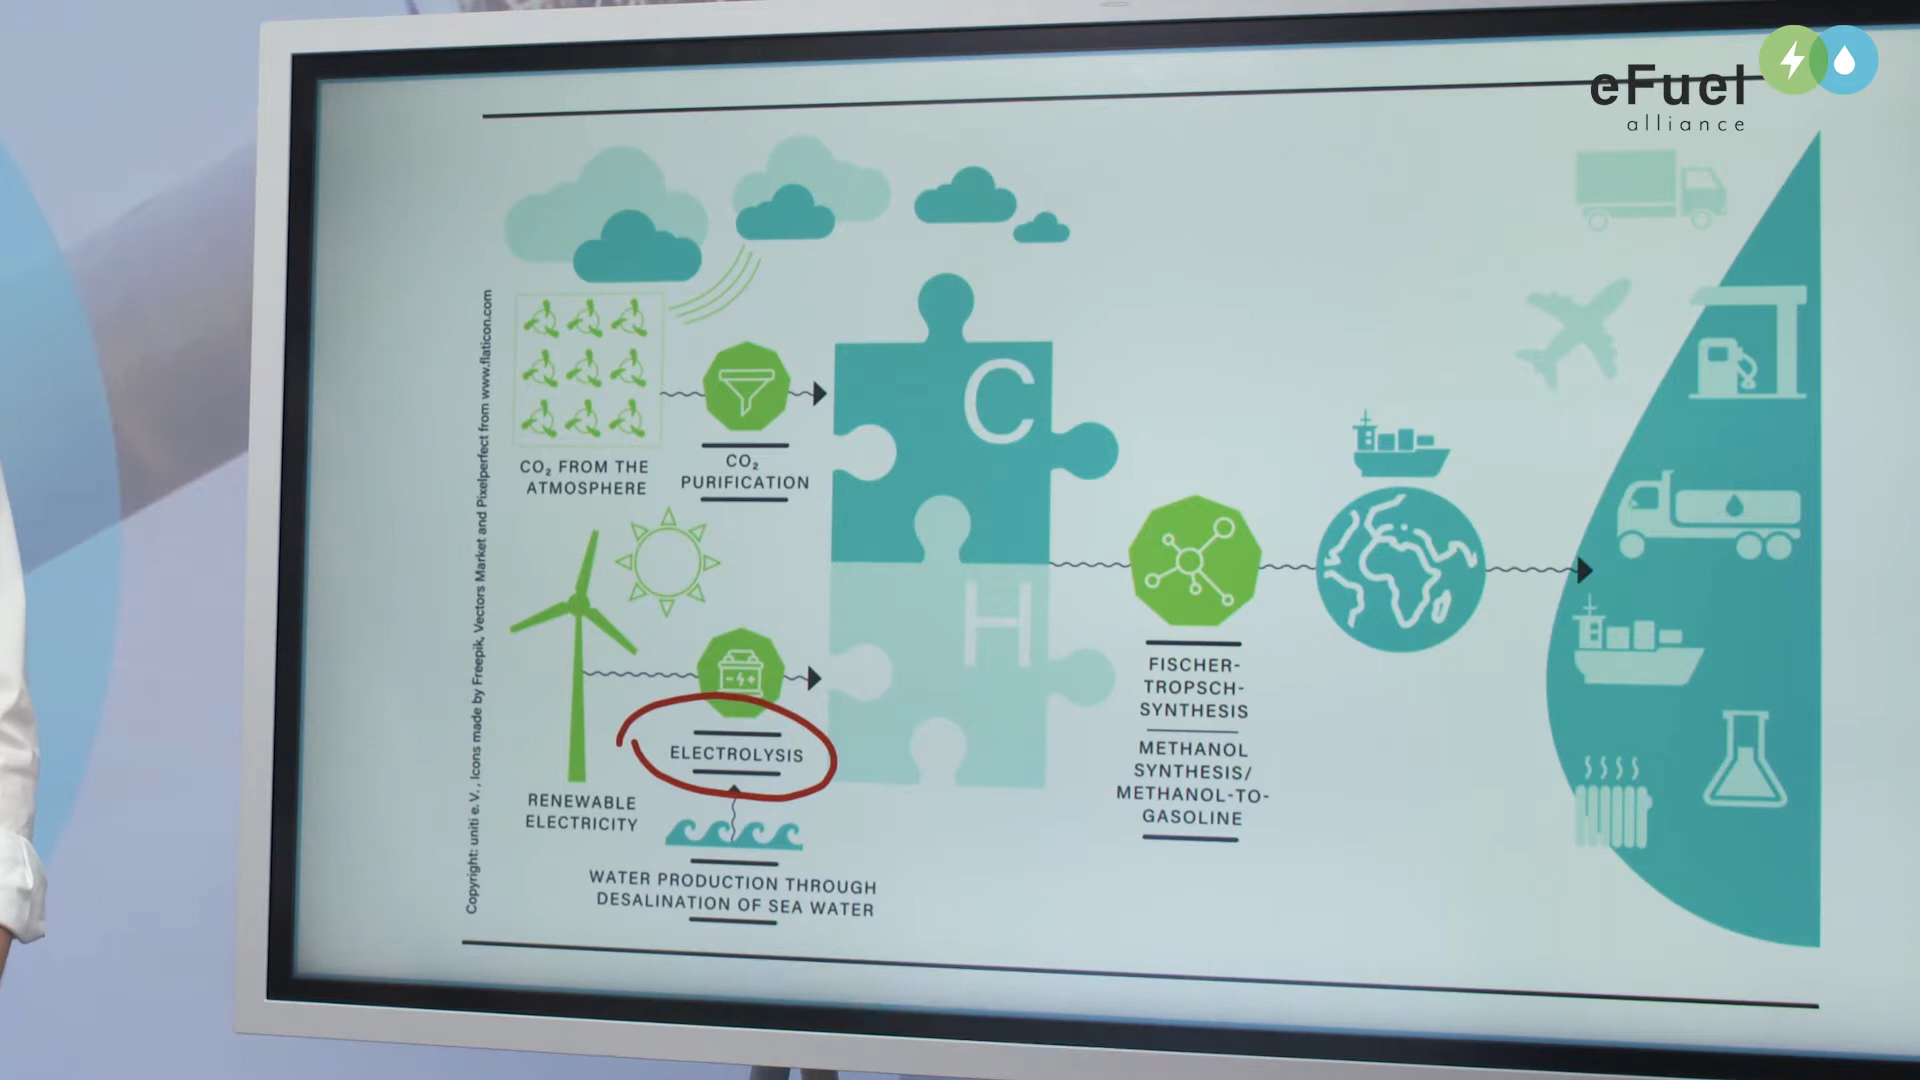 eFuel
alliance
Copyright: uniti e. V. , Icons made by Freepik, Vectors Market and Pixelperfect from www.flaticon.com
CO₂ FROM THE
ATMOSPHERE
CO₂
PURIFICATION
C
H
RENEWABLE
ELECTRICITY
ELECTROLYSIS
WATER PRODUCTION THROUGH
DESALINATION OF SEA WATER
FISCHER-
TROPSCH-
SYNTHESIS
METHANOL
SYNTHESIS/
METHANOL-TO-
GASOLINE